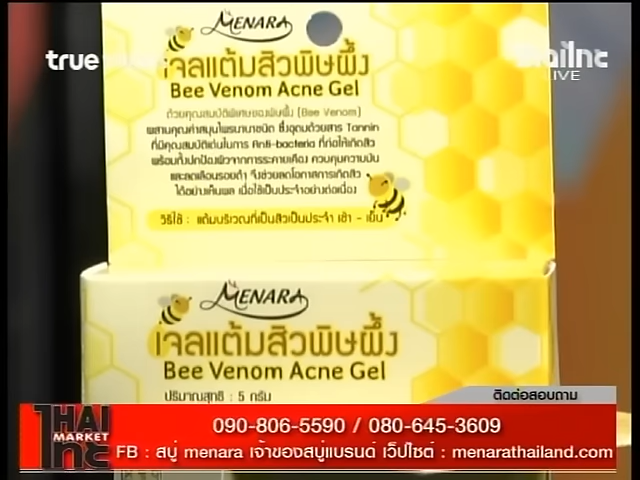 MENARA
true
ไทยไทย
LIVE
เจลแต้มสิวพิษผึ้ง
Bee Venom Acne Gel
ด้วยคุณสมบัติพิเศษของพิษผึ้ง (Bee Venom)
ผสานคุณค่าสมุนไพรนานาชนิด ซึ่งอุดมด้วยสาร Tannin
ที่มีคุณสมบัติเด่นในการ Anti-bacteria ที่ก่อให้เกิดสิว
พร้อมทั้งปกป้องผิวจากการระคายเคือง ควบคุมความมัน
และลดเลือนรอยดำ จึงช่วยลดโอกาสการเกิดสิว
ได้อย่างเห็นผล เมื่อใช้เป็นประจำอย่างต่อเนื่อง
วิธีใช้ : แต้มบริเวณที่เป็นสิวเป็นประจำ เช้า - เย็น
MENARA
เจลแต้มสิวพิษผึ้ง
Bee Venom Acne Gel
ปริมาณสุทธิ : 5 กรัม
ติดต่อสอบถาม
THAI
MARKET
ไทย
090-806-5590 / 080-645-3609
FB : สบู่ menara เจ้าของสบู่แบรนด์ เว็ปไซต์ : menarathailand.com